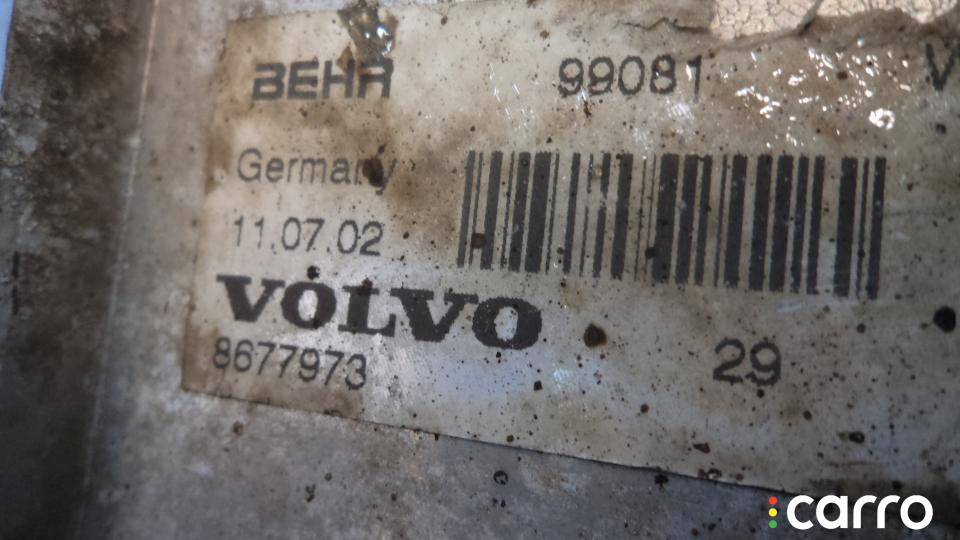 BEHR 99081 V
Germany
11.07.02
VOLVO
8677973 29
carro